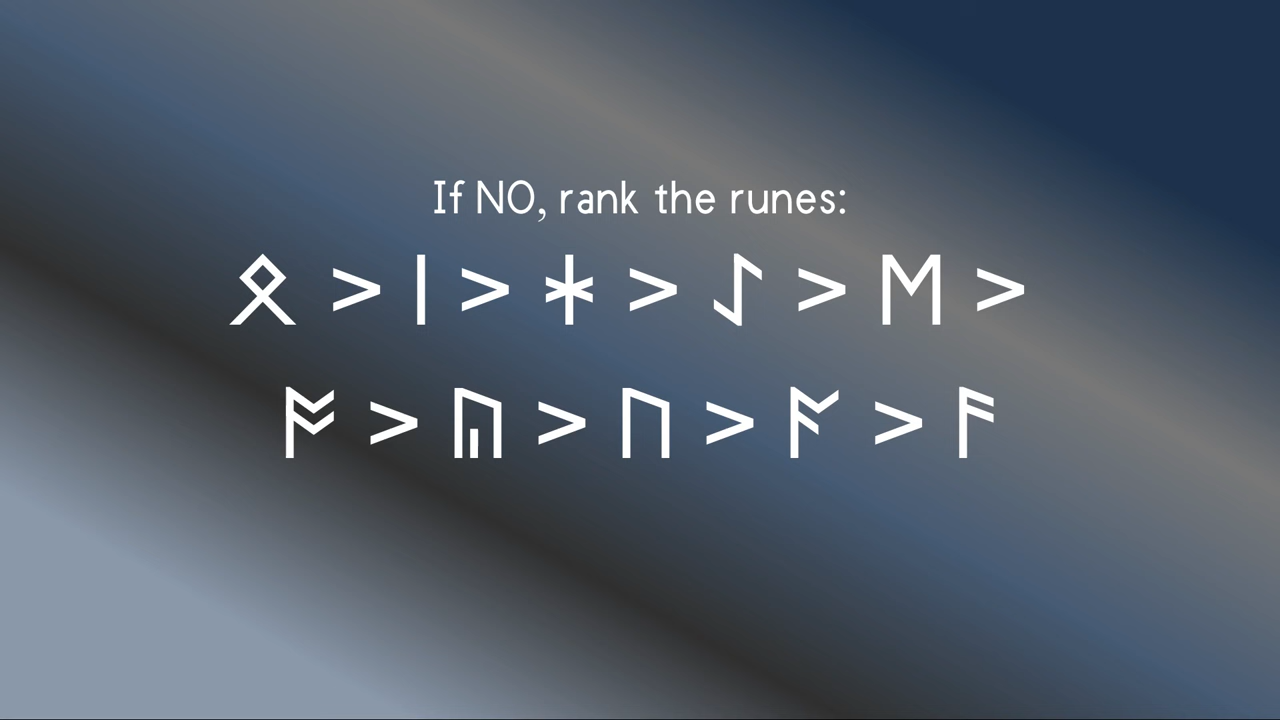 If NO, rank the runes:
ᛟ > ᛁ > ᛡ > ᛇ > ᛖ >
ᚩ > ᚣ > ᚢ > ᚪ > ᚫ